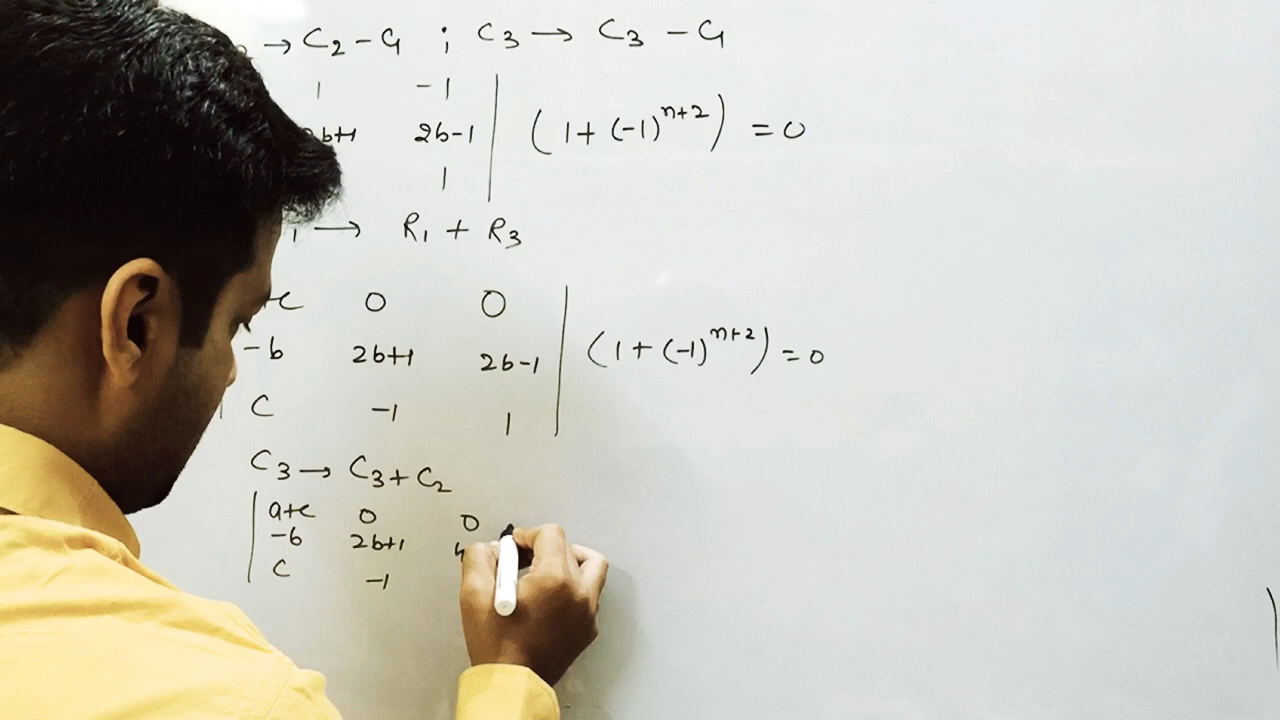 → C₂ - C₁ ; C₃ → C₃ - C₁
1 -1
2b+1 2b-1 | (1+(-1)ⁿ⁺²) = 0
1
→ R₁ + R₃
+c 0 0
-b 2b+1 2b-1 | (1+(-1)ⁿ⁺²) = 0
C -1 1
C₃ → C₃ + C₂
| a+c 0 0
-b 2b+1 4
C -1